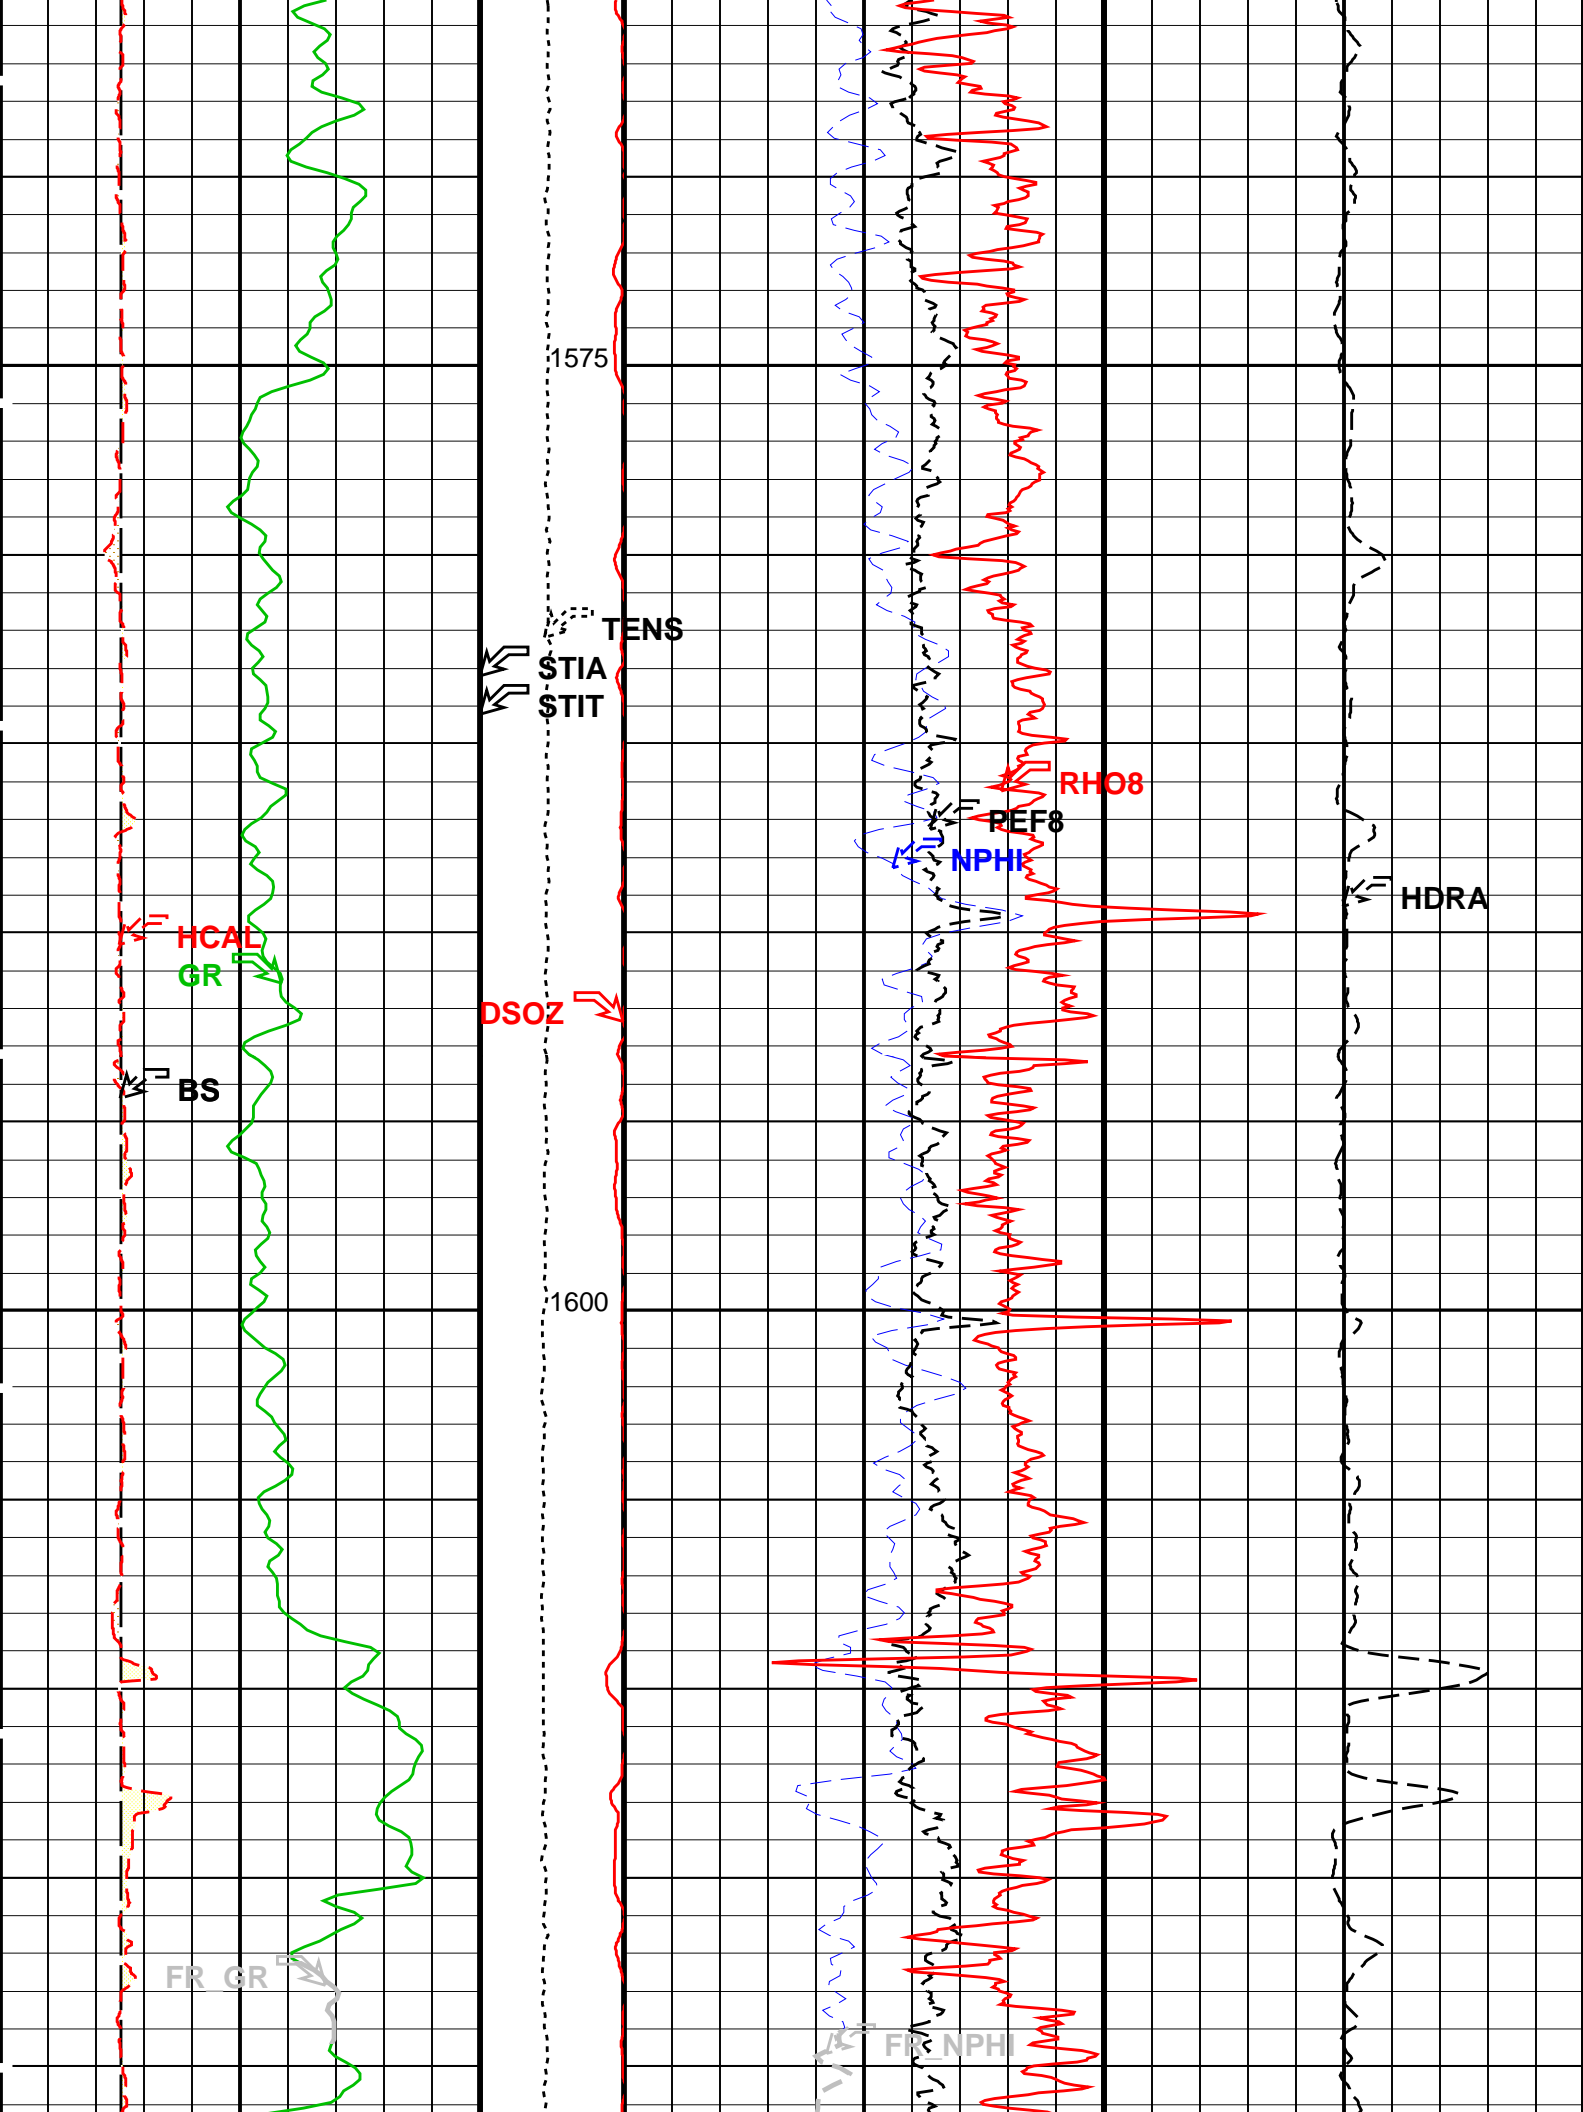 1575
TENS
STIA
STIT
RHO8
PEF8
NPHI
HDRA
HCAL
GR
DSOZ
BS
1600
FR_GR
FR_NPHI